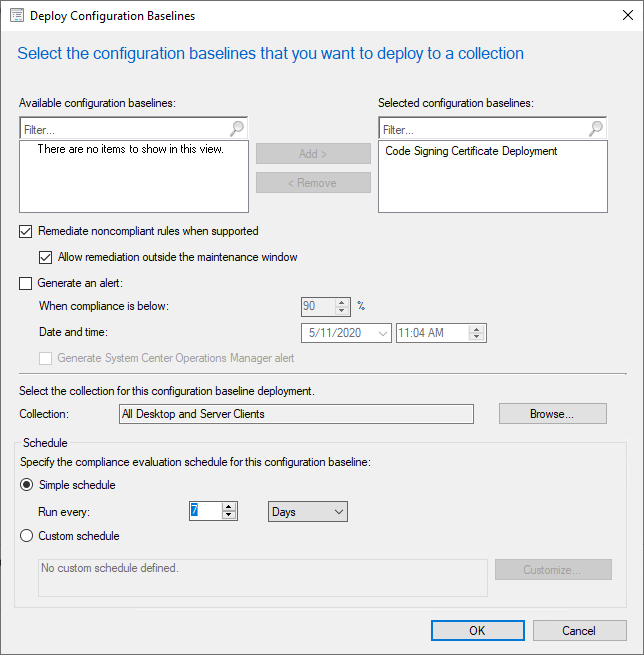 Deploy Configuration Baselines
Select the configuration baselines that you want to deploy to a collection
Available configuration baselines:
Selected configuration baselines:
Filter...
Filter...
There are no items to show in this view.
Add >
Code Signing Certificate Deployment
< Remove
Remediate noncompliant rules when supported
Allow remediation outside the maintenance window
Generate an alert:
When compliance is below:
90
%
Date and time:
5/11/2020
11:04 AM
Generate System Center Operations Manager alert
Select the collection for this configuration baseline deployment.
Collection:
All Desktop and Server Clients
Browse...
Schedule
Specify the compliance evaluation schedule for this configuration baseline:
Simple schedule
Run every:
7
Days
Custom schedule
No custom schedule defined.
Customize...
OK
Cancel